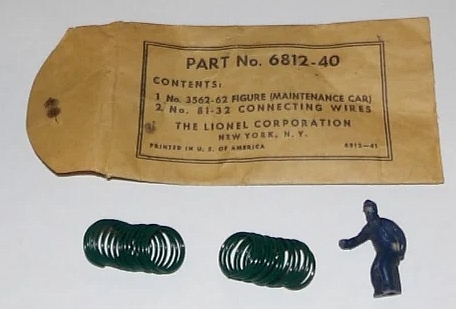 PART No. 6812-40
CONTENTS:
1 No. 3562-62 FIGURE (MAINTENANCE CAR)
2 No. 81-32 CONNECTING WIRES
THE LIONEL CORPORATION
NEW YORK, N. Y.
PRINTED IN U. S. OF AMERICA 6812-41